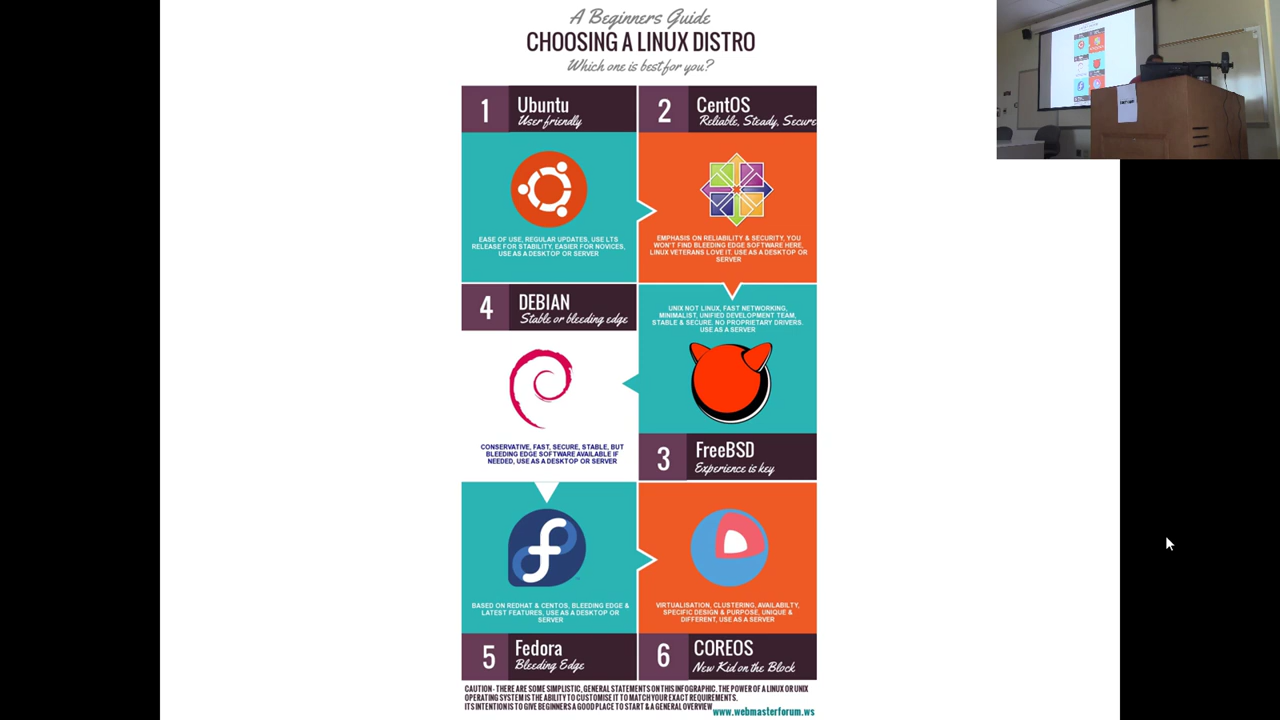 A Beginners Guide
CHOOSING A LINUX DISTRO
Which one is best for you?
1
Ubuntu
User friendly
EASE OF USE, REGULAR UPDATES, USE LTS
RELEASE FOR STABILITY, EASIER FOR NOVICES,
USE AS A DESKTOP OR SERVER
2
CentOS
Reliable, Steady, Secure
EMPHASIS ON RELIABILITY & SECURITY, YOU
WON'T FIND BLEEDING EDGE SOFTWARE HERE,
LINUX VETERANS LOVE IT. USE AS A DESKTOP OR
SERVER
UNIX NOT LINUX, FAST NETWORKING,
MINIMALIST, UNIFIED DEVELOPMENT TEAM,
STABLE & SECURE. NO PROPRIETARY DRIVERS.
USE AS A SERVER
3
FreeBSD
Experience is key
4
DEBIAN
Stable or bleeding edge
CONSERVATIVE, FAST, SECURE, STABLE, BUT
BLEEDING EDGE SOFTWARE AVAILABLE IF
NEEDED, USE AS A DESKTOP OR SERVER
BASED ON REDHAT & CENTOS, BLEEDING EDGE &
LATEST FEATURES, USE AS A DESKTOP OR
SERVER
5
Fedora
Bleeding Edge
VIRTUALISATION, CLUSTERING, AVAILABILTY,
SPECIFIC DESIGN & PURPOSE, UNIQUE &
DIFFERENT, USE AS A SERVER
6
COREOS
New Kid on the Block
CAUTION - THERE ARE SOME SIMPLISTIC, GENERAL STATEMENTS ON THIS INFOGRAPHIC. THE POWER OF A LINUX OR UNIX
OPERATING SYSTEM IS THE ABILITY TO CUSTOMISE IT TO MATCH YOUR EXACT REQUIREMENTS.
ITS INTENTION IS TO GIVE BEGINNERS A GOOD PLACE TO START & A GENERAL OVERVIEW
www.webmasterforum.ws